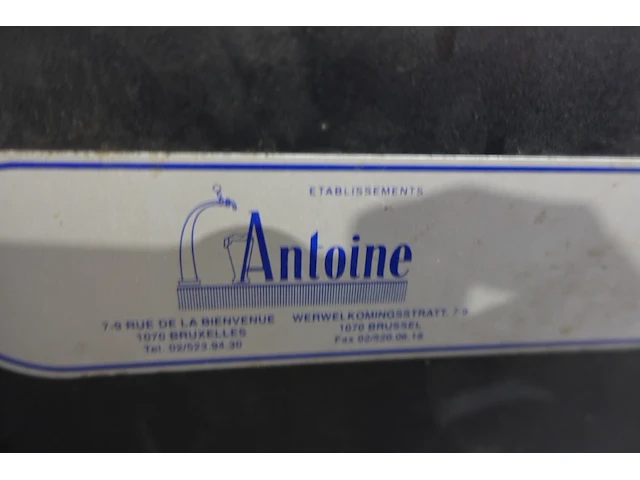 ETABLISSEMENTS
Antoine
7-9 RUE DE LA BIENVENUE
1070 BRUXELLES
Tel. 02/523.94.30
WERWELKOMINGSSTRATT. 7-9
1070 BRUSSEL
Fax 02/520.06.18